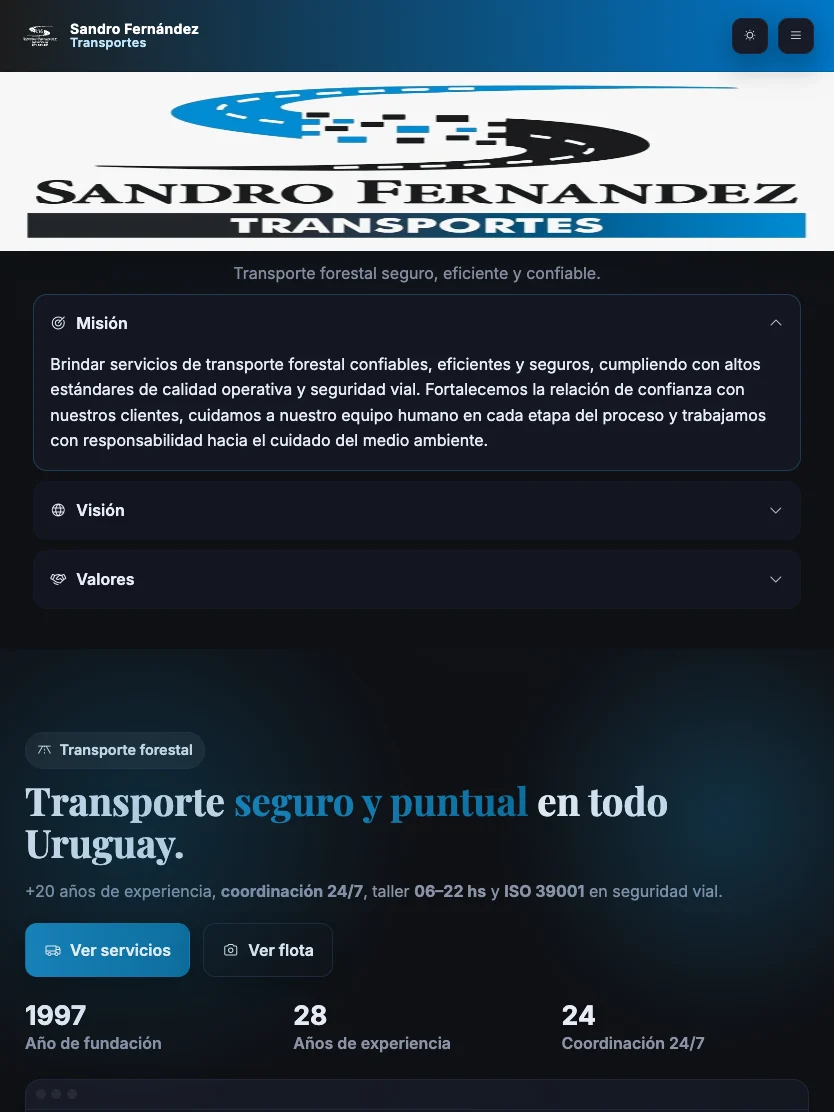 Sandro Fernández
Transportes
SANDRO FERNANDEZ
TRANSPORTES
Transporte forestal seguro, eficiente y confiable.
Misión
Brindar servicios de transporte forestal confiables, eficientes y seguros, cumpliendo con altos
estándares de calidad operativa y seguridad vial. Fortalecemos la relación de confianza con
nuestros clientes, cuidamos a nuestro equipo humano en cada etapa del proceso y trabajamos
con responsabilidad hacia el cuidado del medio ambiente.
Visión
Valores
Transporte forestal
Transporte seguro y puntual en todo
Uruguay.
+20 años de experiencia, coordinación 24/7, taller 06–22 hs y ISO 39001 en seguridad vial.
Ver servicios
Ver flota
1997
28
24
Año de fundación
Años de experiencia
Coordinación 24/7